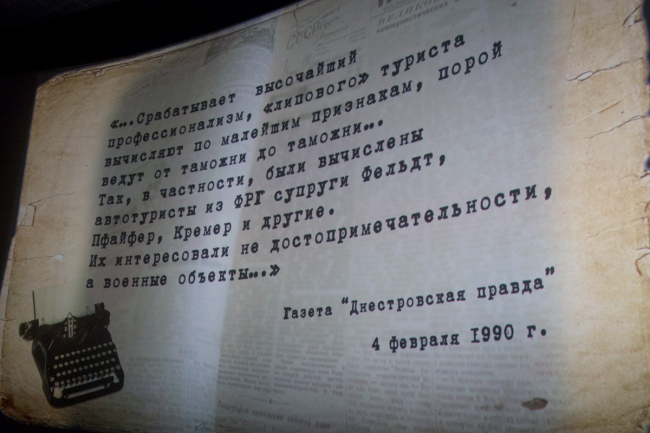 «...Срабатывает высочайший
профессионализм, «липового» туриста
вычисляют по малейшим признакам, порой
ведут от таможни до таможни...
Так, в частности, были вычислены
автотуристы из ФРГ супруги Фельдт,
Пфайфер, Кремер и другие.
Их интересовали не достопримечательности,
а военные объекты...»
Газета "Днестровская правда"
4 февраля 1990 г.